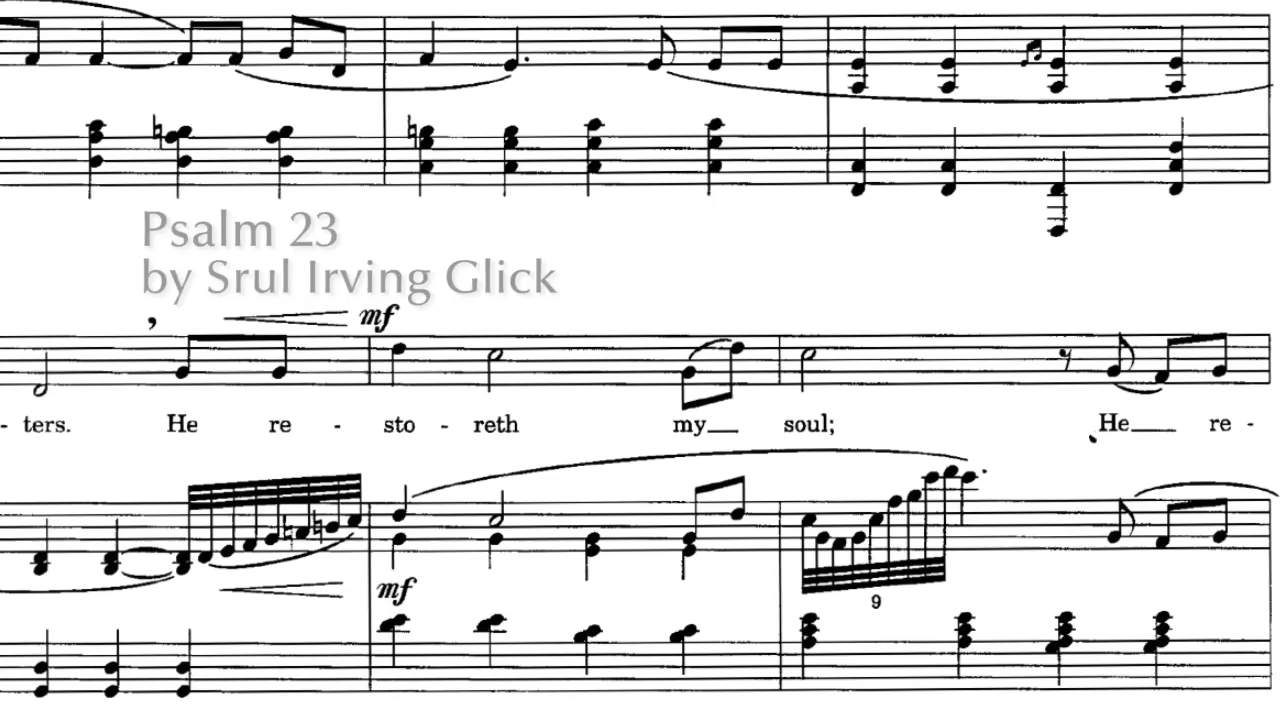 Psalm 23
by Srul Irving Glick
mf
- ters. He re - sto - reth my soul; He re -
mf
9